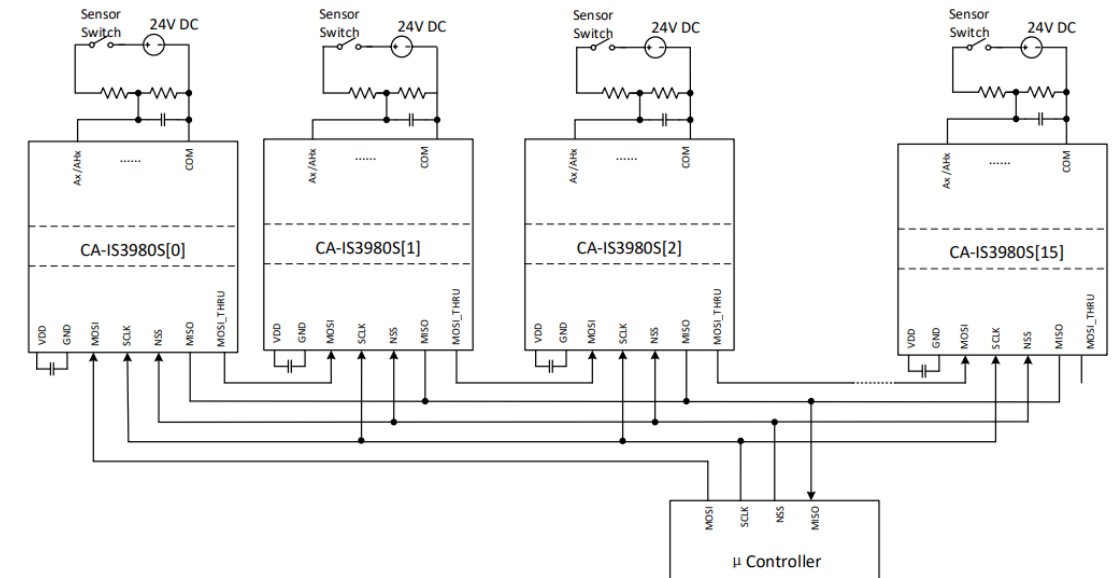 Sensor
Switch
24V DC
Sensor
Switch
24V DC
Sensor
Switch
24V DC
Sensor
Switch
24V DC
+ -
+ -
+ -
+ -
Ax /AHx
......
COM
Ax /AHx
......
COM
Ax /AHx
......
COM
Ax /AHx
......
COM
CA-IS3980S[0]
CA-IS3980S[1]
CA-IS3980S[2]
CA-IS3980S[15]
VDD
GND
MOSI
SCLK
NSS
MISO
MOSI_THRU
VDD
GND
MOSI
SCLK
NSS
MISO
MOSI_THRU
VDD
GND
MOSI
SCLK
NSS
MISO
MOSI_THRU
VDD
GND
MOSI
SCLK
NSS
MISO
MOSI_THRU
MOSI
SCLK
NSS
MISO
μ Controller